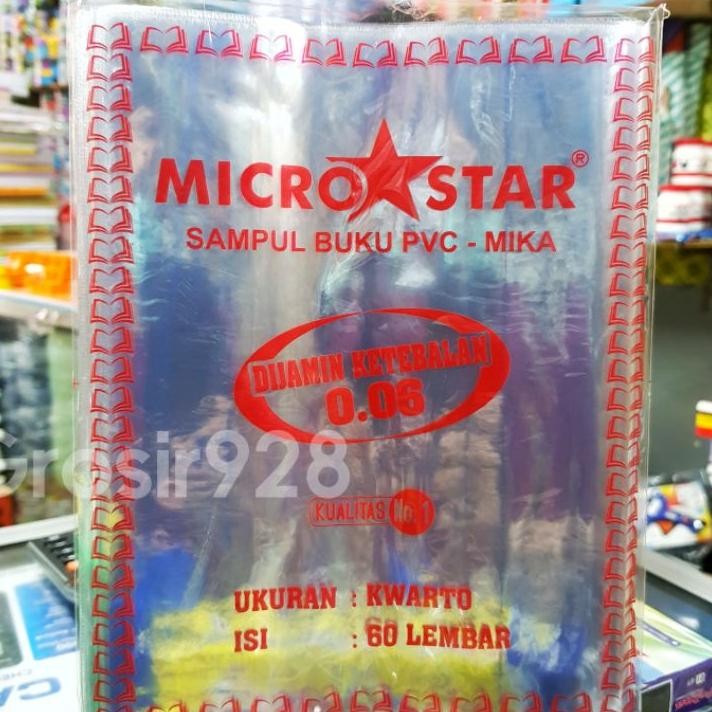 MICRO STAR®
SAMPUL BUKU PVC - MIKA
DIJAMIN KETEBALAN
0.06
Grosir928
KUALITAS No. 1
UKURAN : KWARTO
ISI : 60 LEMBAR